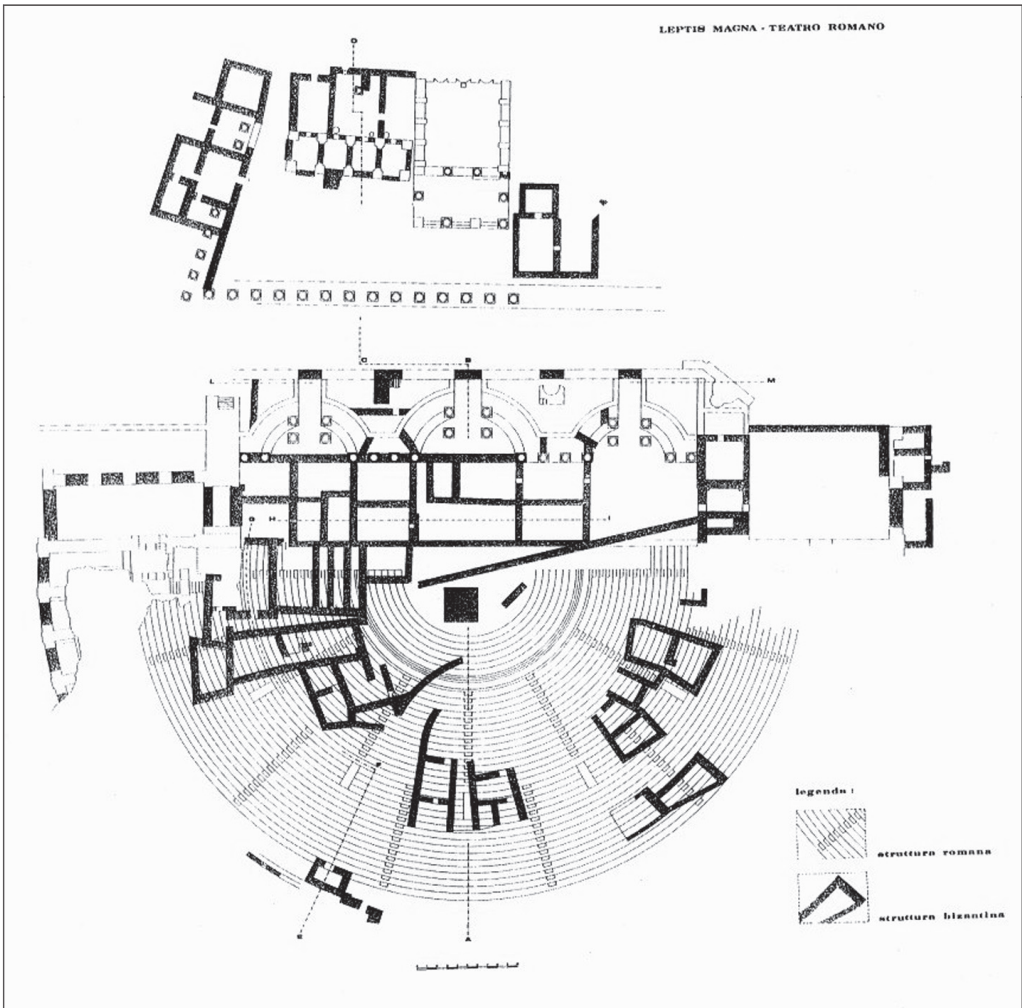 LEPTIS MAGNA - TEATRO ROMANO
D
C B
L M
G H I
legenda :
struttura romana
struttura bizantina
E A